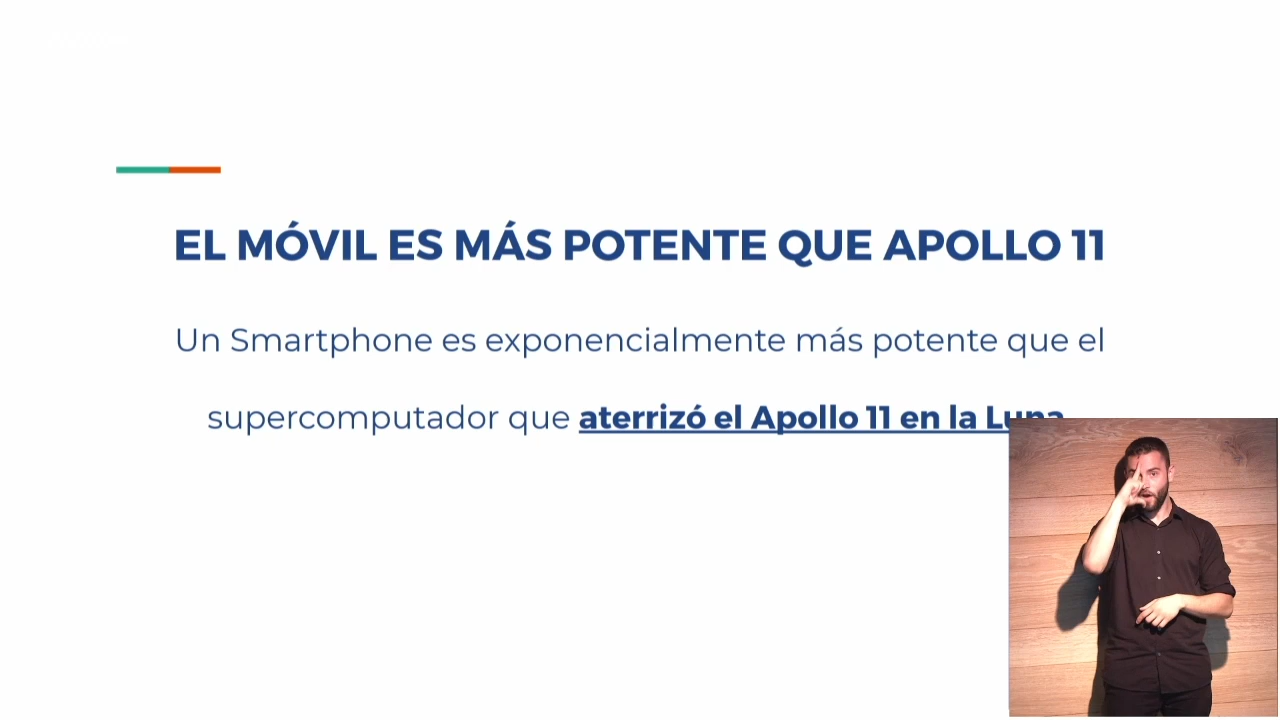 EL MÓVIL ES MÁS POTENTE QUE APOLLO 11
Un Smartphone es exponencialmente más potente que el
supercomputador que aterrizó el Apollo 11 en la Luna